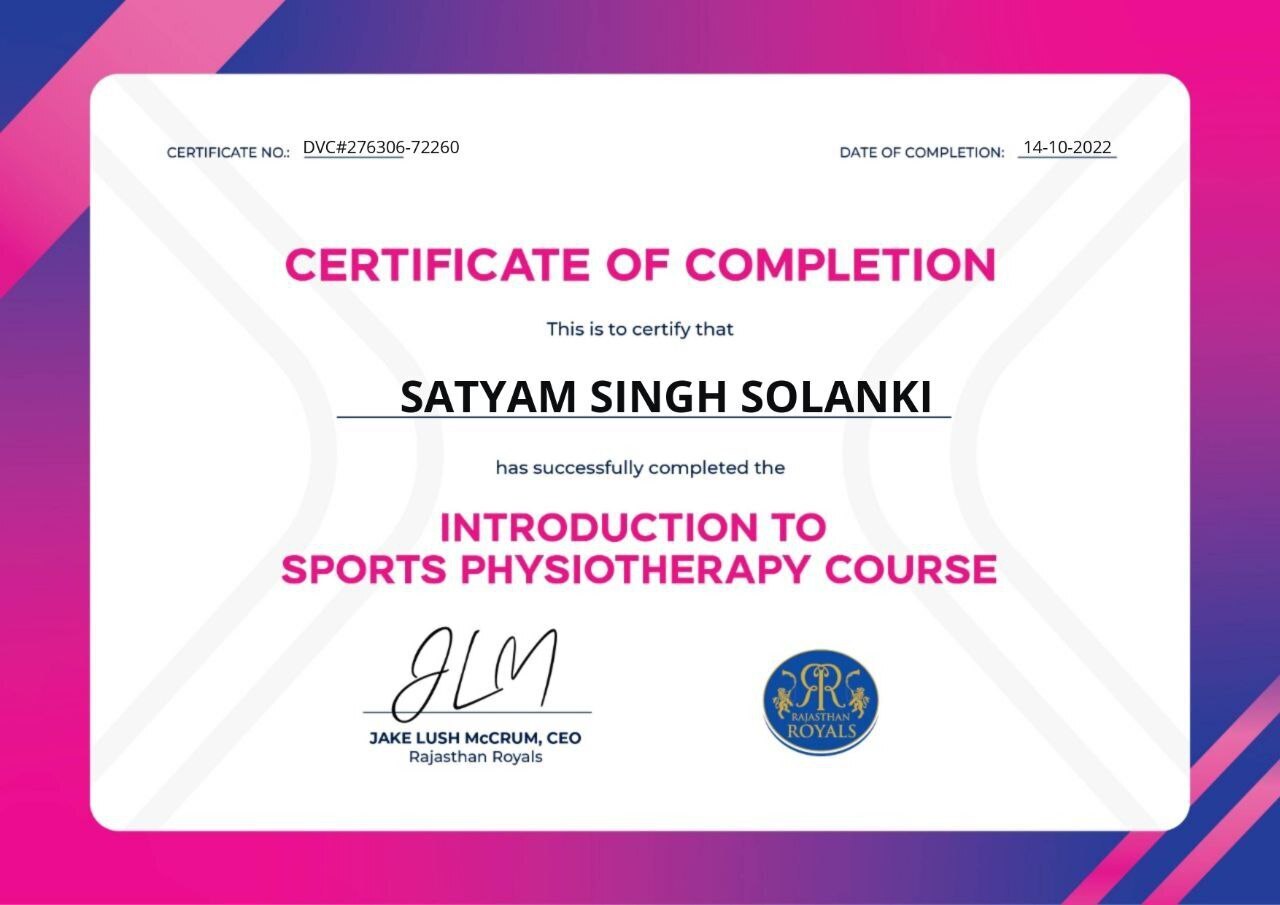 CERTIFICATE NO.: DVC#276306-72260
DATE OF COMPLETION: 14-10-2022
CERTIFICATE OF COMPLETION
This is to certify that
SATYAM SINGH SOLANKI
has successfully completed the
INTRODUCTION TO
SPORTS PHYSIOTHERAPY COURSE
JLM
JAKE LUSH McCRUM, CEO
Rajasthan Royals
RR
RAJASTHAN
ROYALS